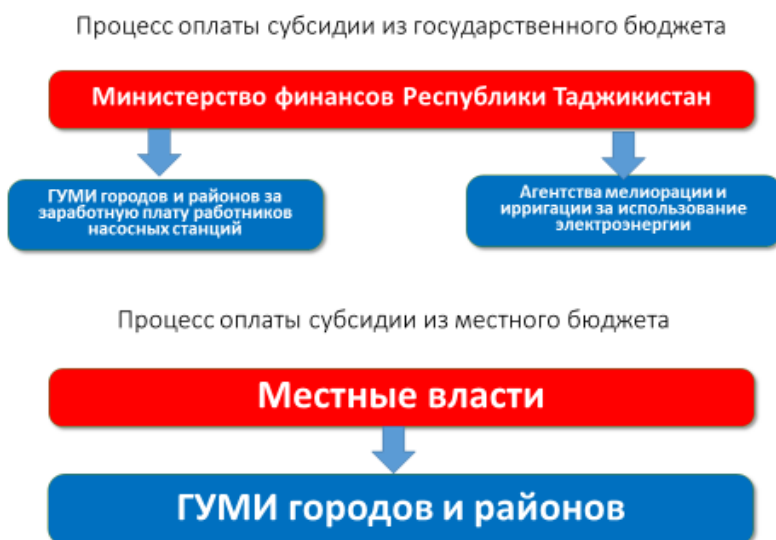 Процесс оплаты субсидии из государственного бюджета
Министерство финансов Республики Таджикистан
ГУМИ городов и районов за
заработную плату работников
насосных станций
Агентства мелиорации и
ирригации за использование
электроэнергии
Процесс оплаты субсидии из местного бюджета
Местные власти
ГУМИ городов и районов